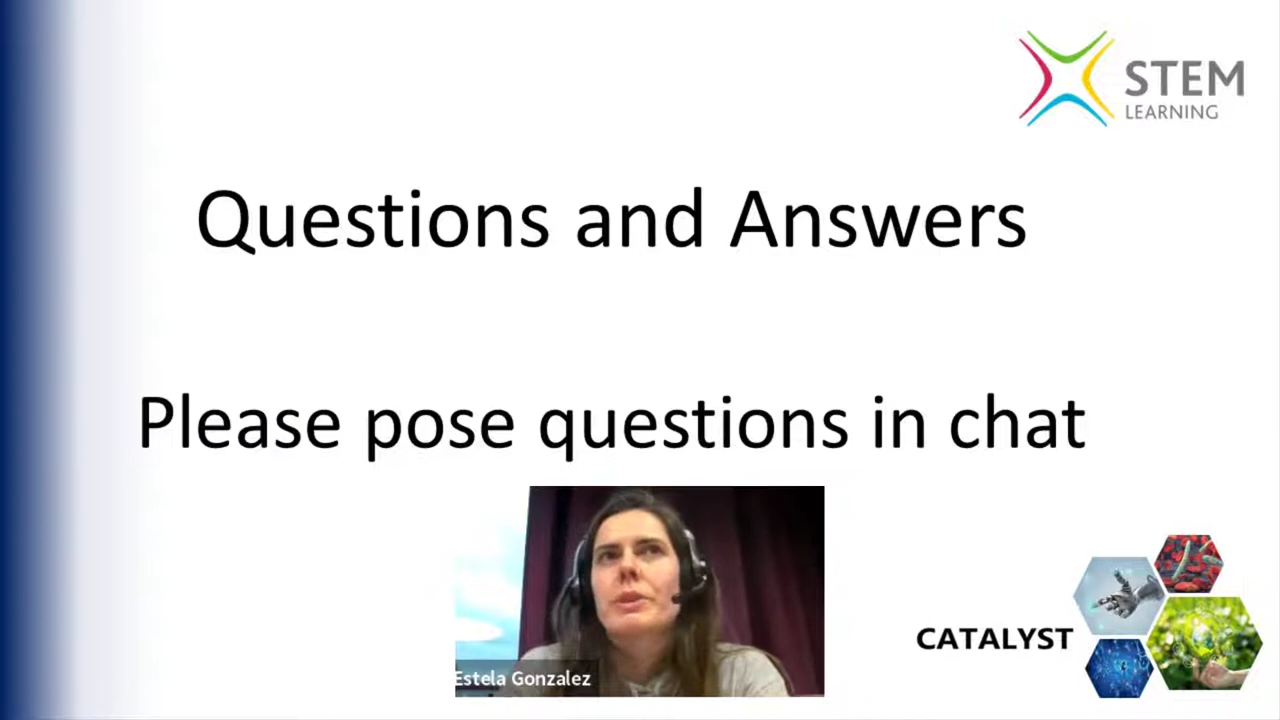 STEM
LEARNING
Questions and Answers
Please pose questions in chat
Estela Gonzalez
CATALYST